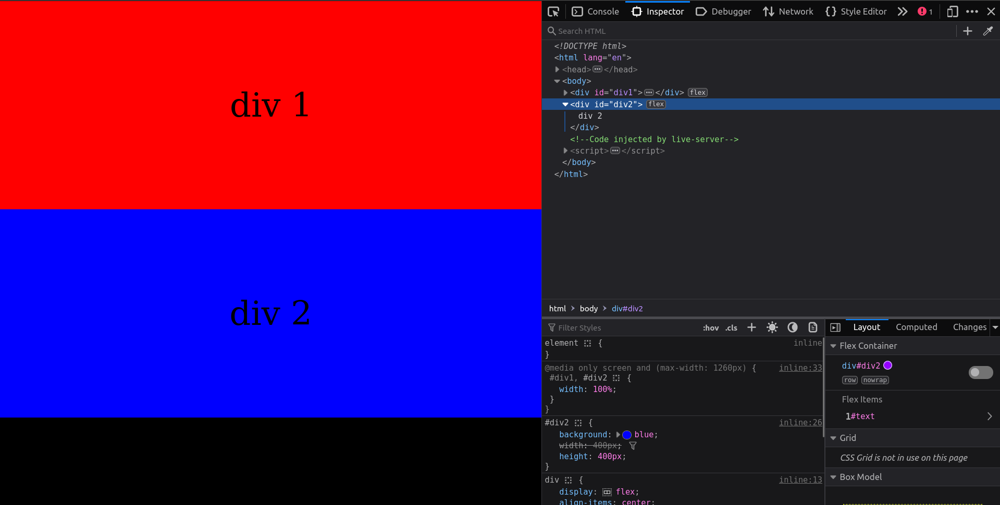 div 1
div 2
Console Inspector Debugger Network Style Editor 1
Search HTML
<!DOCTYPE html>
<html lang="en">
<head>···</head>
<body>
<div id="div1">···</div> flex
<div id="div2"> flex
div 2
</div>
<!--Code injected by live-server-->
<script>···</script>
</body>
</html>
html body div#div2
Filter Styles :hov .cls
element { inline
}
@media only screen and (max-width: 1260px) { inline:33
#div1, #div2 {
width: 100%;
}
}
#div2 { inline:26
background: blue;
width: 400px;
height: 400px;
}
div { inline:13
display: flex;
align-items: center;
Layout Computed Changes
Flex Container
div#div2
row nowrap
Flex Items
1#text
Grid
CSS Grid is not in use on this page
Box Model